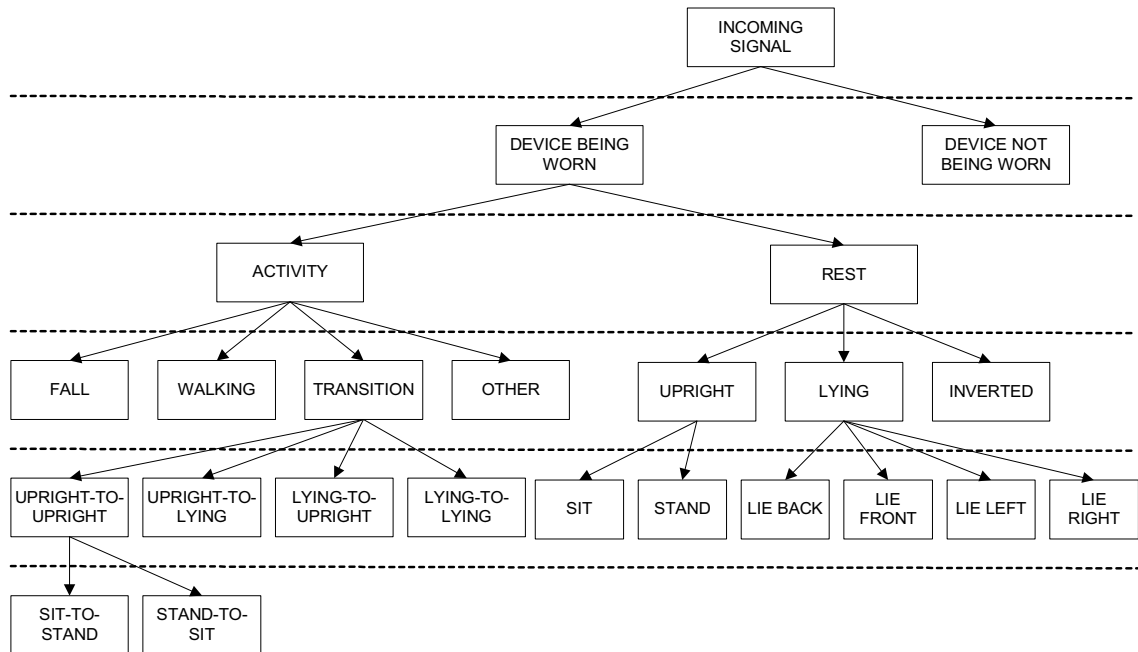 INCOMING
SIGNAL
DEVICE BEING
WORN
DEVICE NOT
BEING WORN
ACTIVITY
REST
FALL
WALKING
TRANSITION
OTHER
UPRIGHT
LYING
INVERTED
UPRIGHT-TO-
UPRIGHT
UPRIGHT-TO-
LYING
LYING-TO-
UPRIGHT
LYING-TO-
LYING
SIT
STAND
LIE BACK
LIE
FRONT
LIE LEFT
LIE
RIGHT
SIT-TO-
STAND
STAND-TO-
SIT